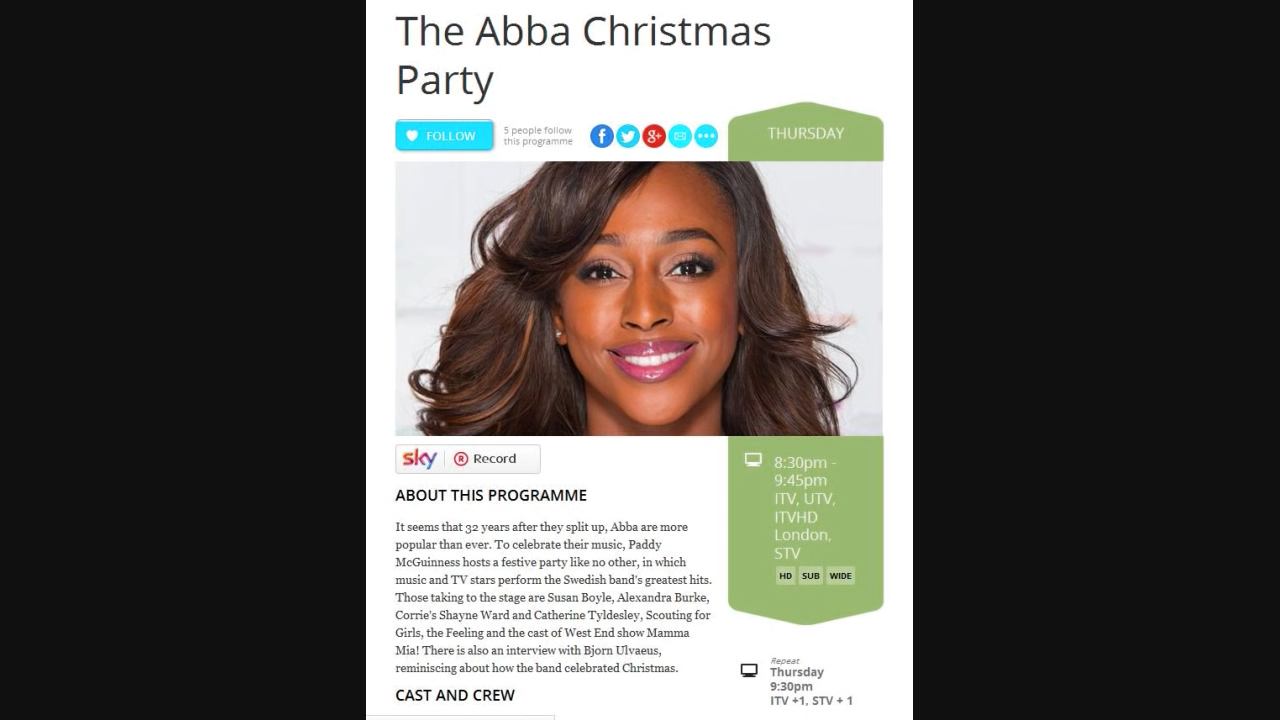 The Abba Christmas
Party
FOLLOW
5 people follow
this programme
THURSDAY
sky
Record
ABOUT THIS PROGRAMME
It seems that 32 years after they split up, Abba are more
popular than ever. To celebrate their music, Paddy
McGuinness hosts a festive party like no other, in which
music and TV stars perform the Swedish band's greatest hits.
Those taking to the stage are Susan Boyle, Alexandra Burke,
Corrie's Shayne Ward and Catherine Tyldesley, Scouting for
Girls, the Feeling and the cast of West End show Mamma
Mia! There is also an interview with Bjorn Ulvaeus,
reminiscing about how the band celebrated Christmas.
CAST AND CREW
8:30pm -
9:45pm
ITV, UTV,
ITVHD
London,
STV
HD SUB WIDE
Repeat
Thursday
9:30pm
ITV +1, STV + 1